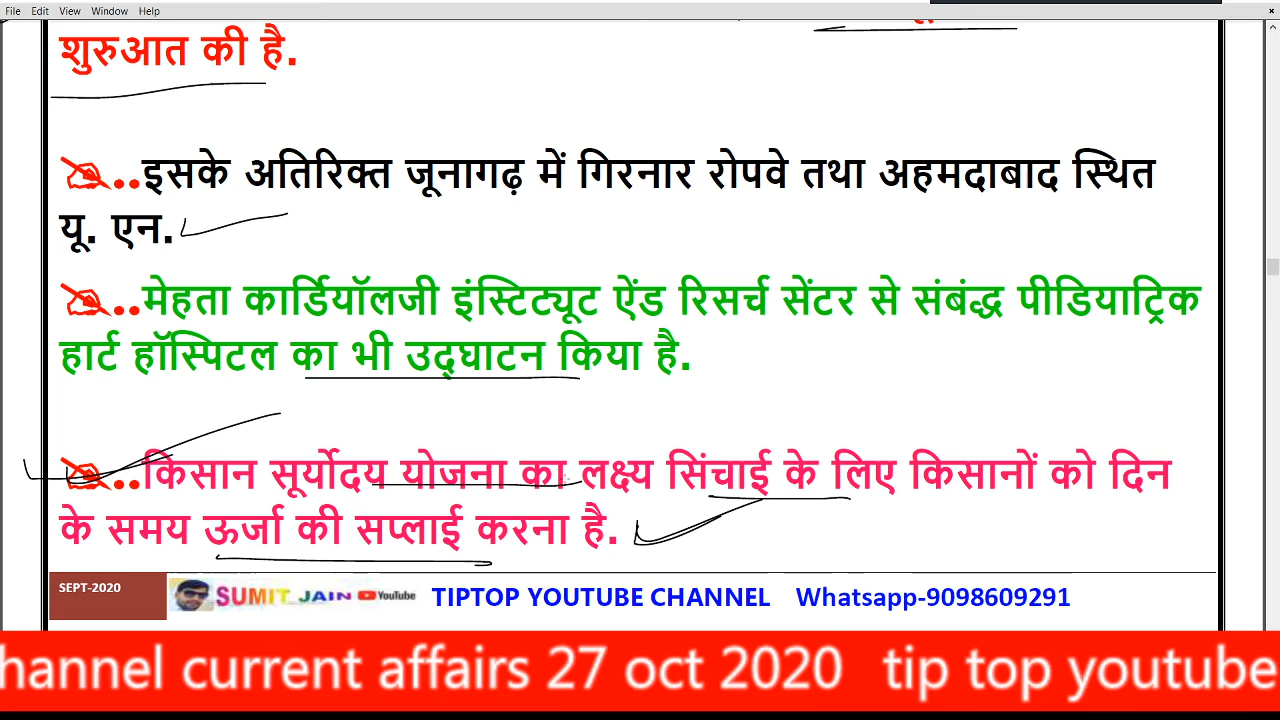 File Edit View Window Help
शुरुआत की है.
..इसके अतिरिक्त जूनागढ़ में गिरनार रोपवे तथा अहमदाबाद स्थित
यू. एन.
..मेहता कार्डियॉलजी इंस्टिट्यूट ऐंड रिसर्च सेंटर से संबंद्ध पीडियाट्रिक
हार्ट हॉस्पिटल का भी उद्घाटन किया है.
..किसान सूर्योदय योजना का लक्ष्य सिंचाई के लिए किसानों को दिन
के समय ऊर्जा की सप्लाई करना है.
SEPT-2020 SUMIT JAIN YouTube TIPTOP YOUTUBE CHANNEL Whatsapp-9098609291
hannel current affairs 27 oct 2020 tip top youtube